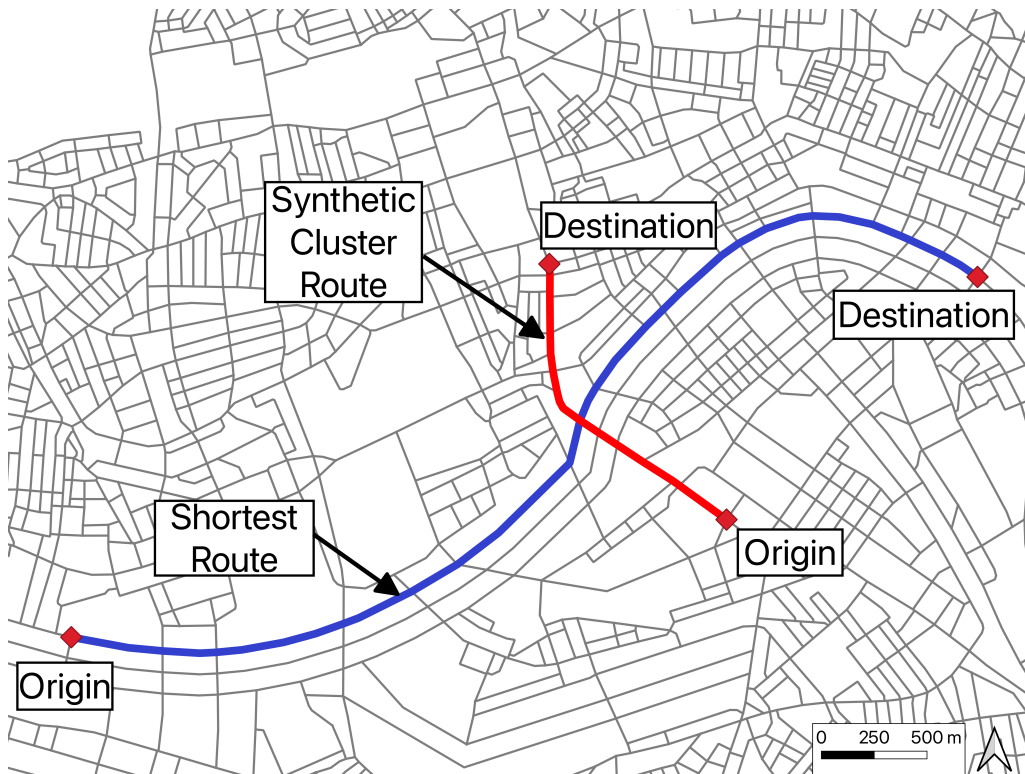 Synthetic
Cluster
Route
Destination
Destination
Shortest
Route
Origin
Origin
0 250 500 m